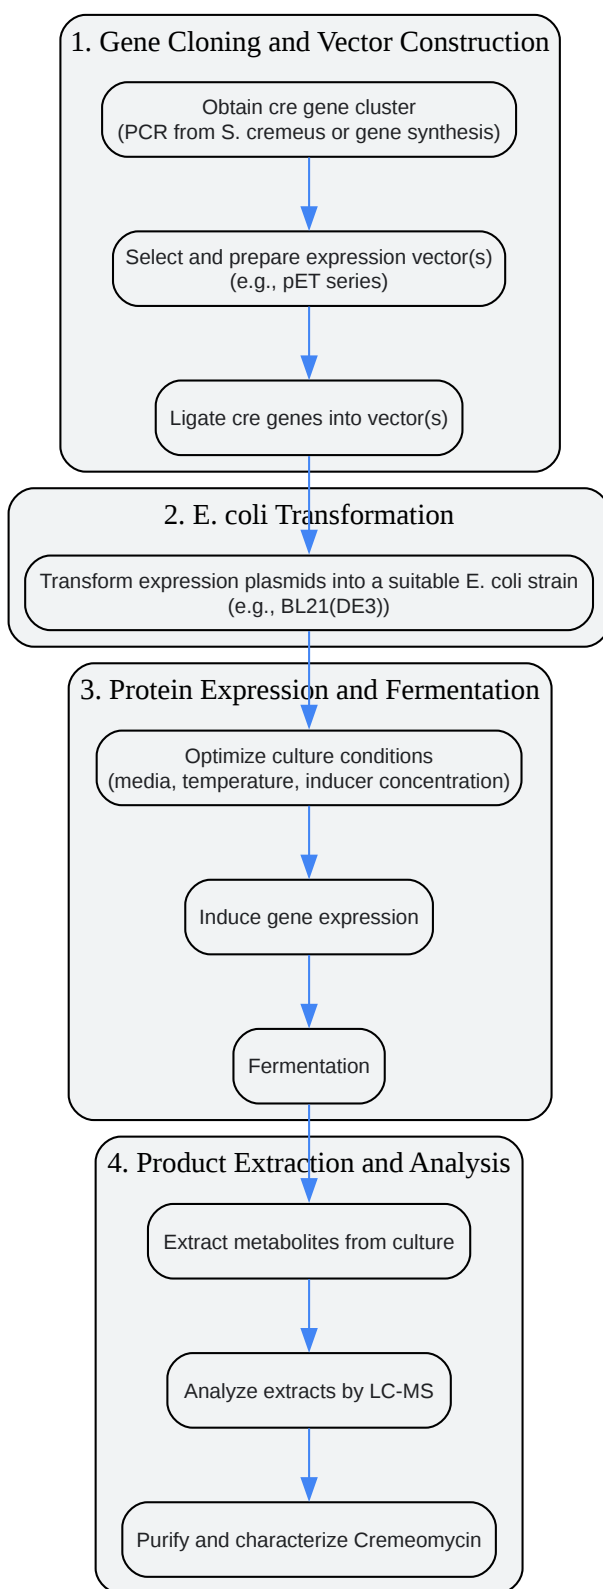 1. Gene Cloning and Vector Construction
Obtain cre gene cluster
(PCR from S. cremeus or gene synthesis)
Select and prepare expression vector(s)
(e.g., pET series)
Ligate cre genes into vector(s)
2. E. coli Transformation
Transform expression plasmids into a suitable E. coli strain
(e.g., BL21(DE3))
3. Protein Expression and Fermentation
Optimize culture conditions
(media, temperature, inducer concentration)
Induce gene expression
Fermentation
4. Product Extraction and Analysis
Extract metabolites from culture
Analyze extracts by LC-MS
Purify and characterize Cremeomycin